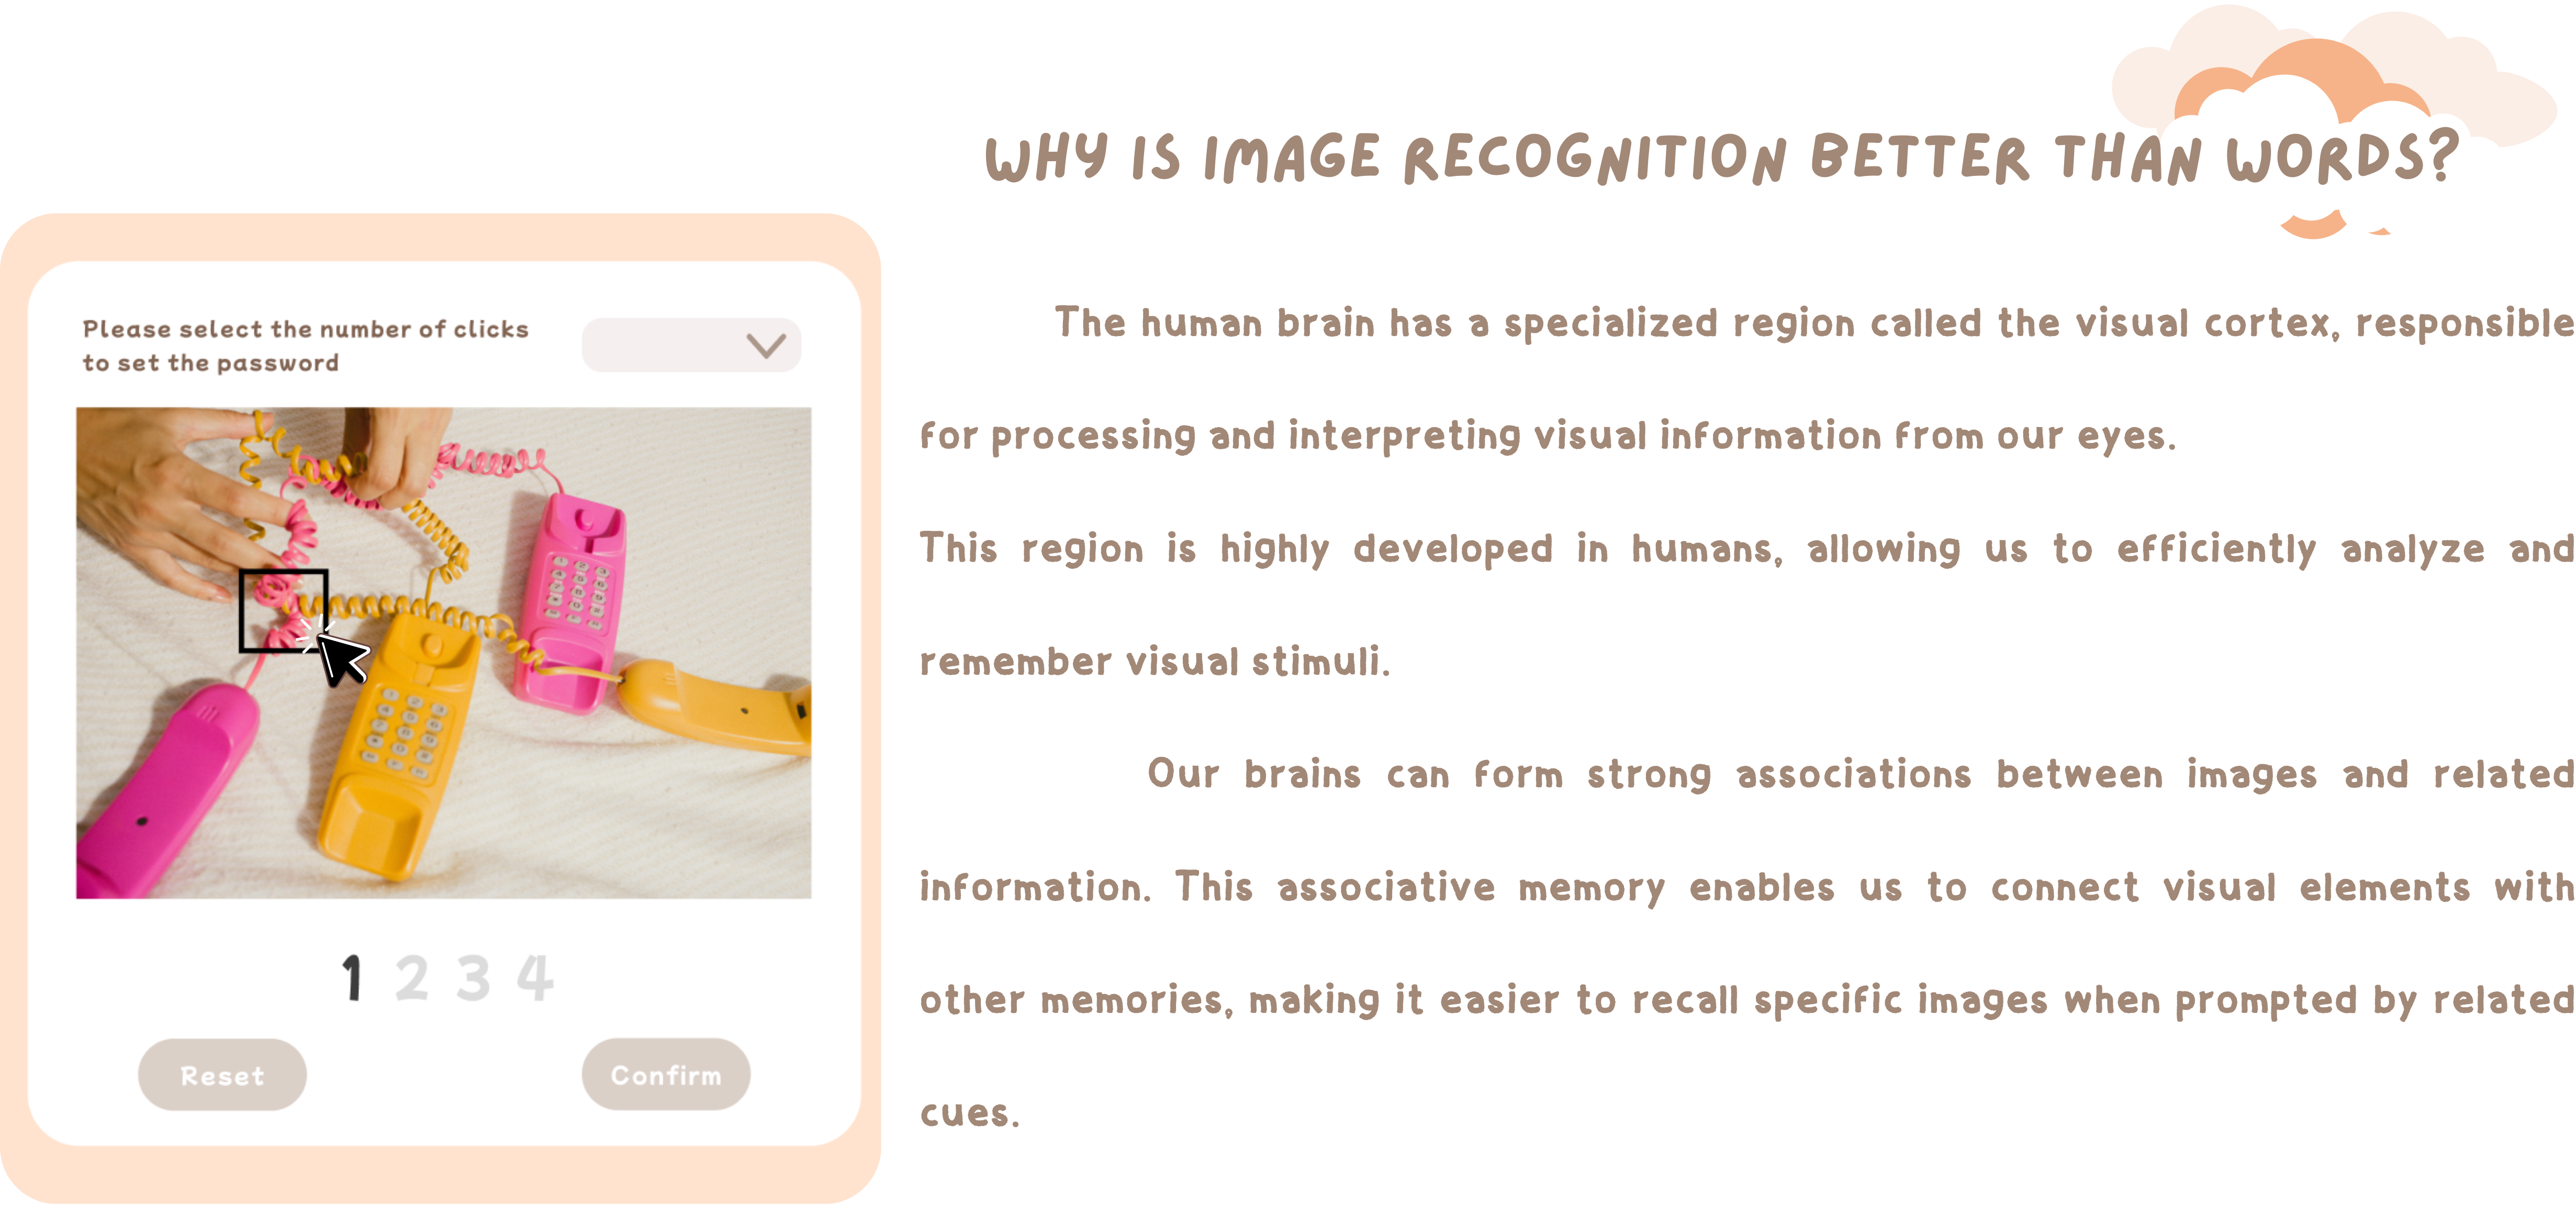 WHY IS IMAGE RECOGNITION BETTER THAN WORDS?
Please select the number of clicks
to set the password
1 2 3 4
Reset
Confirm
The human brain has a specialized region called the visual cortex, responsible
for processing and interpreting visual information from our eyes.
This region is highly developed in humans, allowing us to efficiently analyze and
remember visual stimuli.
Our brains can form strong associations between images and related
information. This associative memory enables us to connect visual elements with
other memories, making it easier to recall specific images when prompted by related
cues.